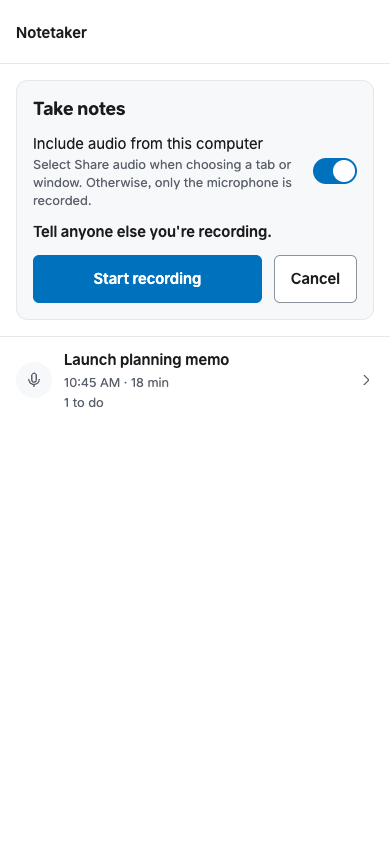 Notetaker
Take notes
Include audio from this computer
Select Share audio when choosing a tab or
window. Otherwise, only the microphone is
recorded.
Tell anyone else you're recording.
Start recording
Cancel
Launch planning memo
10:45 AM · 18 min
1 to do